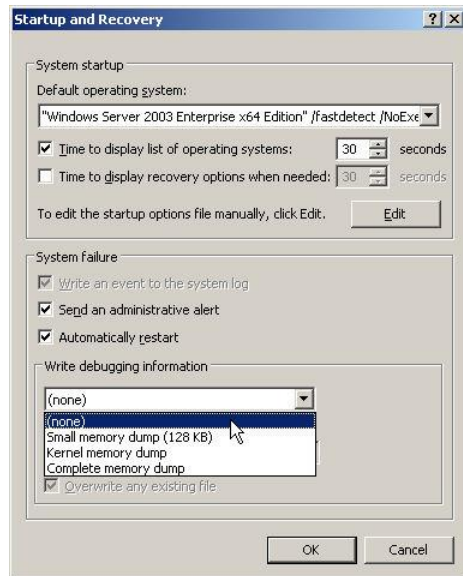 Startup and Recovery
System startup
Default operating system:
"Windows Server 2003 Enterprise x64 Edition" /fastdetect /NoExe
Time to display list of operating systems: 30 seconds
Time to display recovery options when needed: 30 seconds
To edit the startup options file manually, click Edit. Edit
System failure
Write an event to the system log
Send an administrative alert
Automatically restart
Write debugging information
(none)
(none)
Small memory dump (128 KB)
Kernel memory dump
Complete memory dump
Overwrite any existing file
OK Cancel